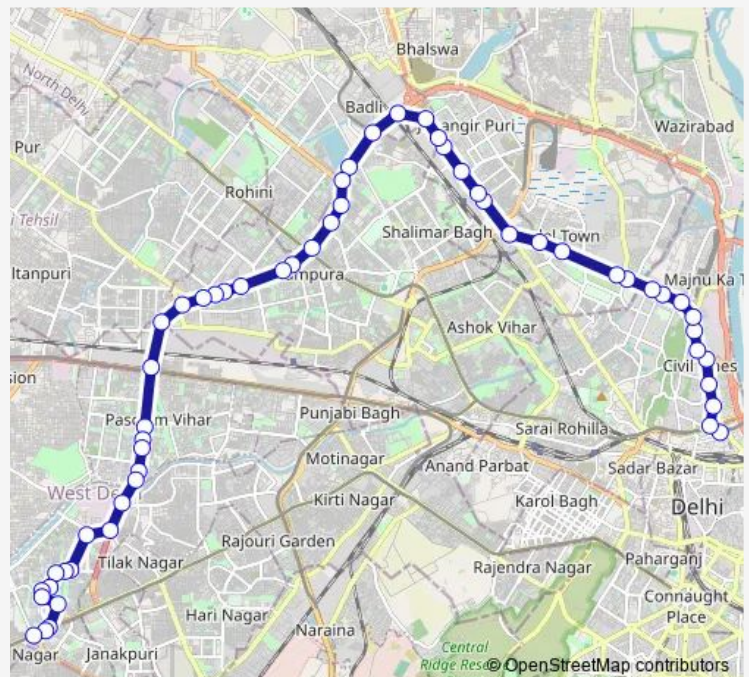 Bhalswa
North Delhi
Badli
angir Puri
Wazirabad
Pur
Rohini
i Tehsil
Shalimar Bagh
Town
ltanpuri
mpura
Majnu Ka T
Ashok Vihar
sion
Civil
nes
Punjabi Bagh
Pas
m Vihar
Sarai Rohilla
Motinagar
Anand Parbat
Sadar Bazar
West De
Kirti Nagar
Karol Bagh
Delhi
Rajouri Garden
Tilak Nagar
Rajendra Nagar
Paharganj
Connaught
Place
Hari Nagar
Naraina
Nagar
Janakpuri
Central
Ridge Rese
© OpenStreetMap contributors